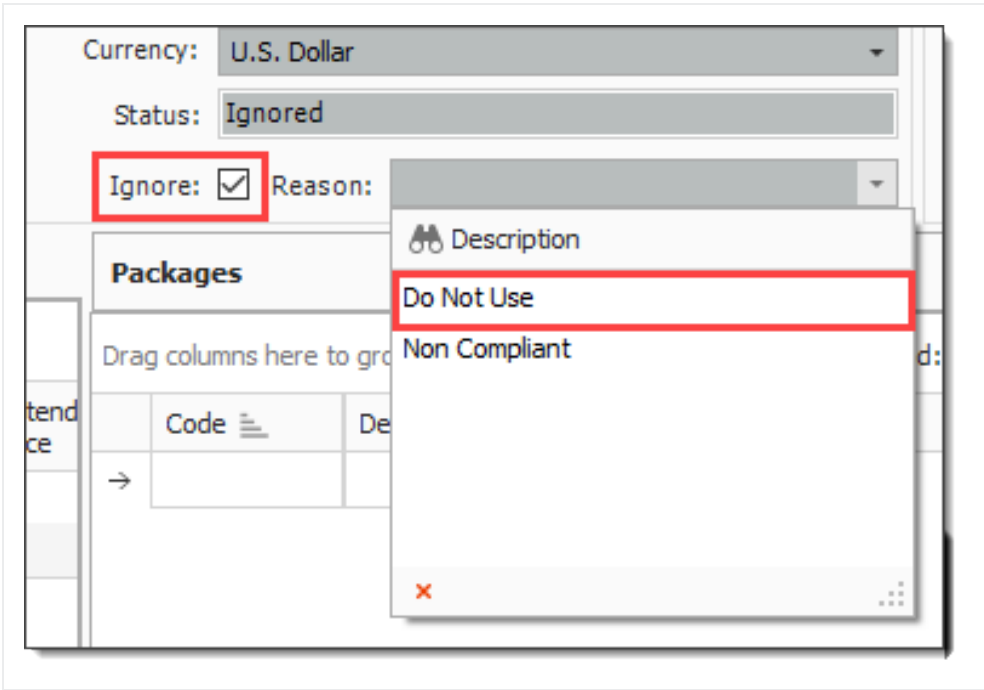 Currency: U.S. Dollar
Status: Ignored
Ignore: Reason:
Description
Packages
Do Not Use
Drag columns here to gro
Non Compliant
d:
tend
ce
Code
De